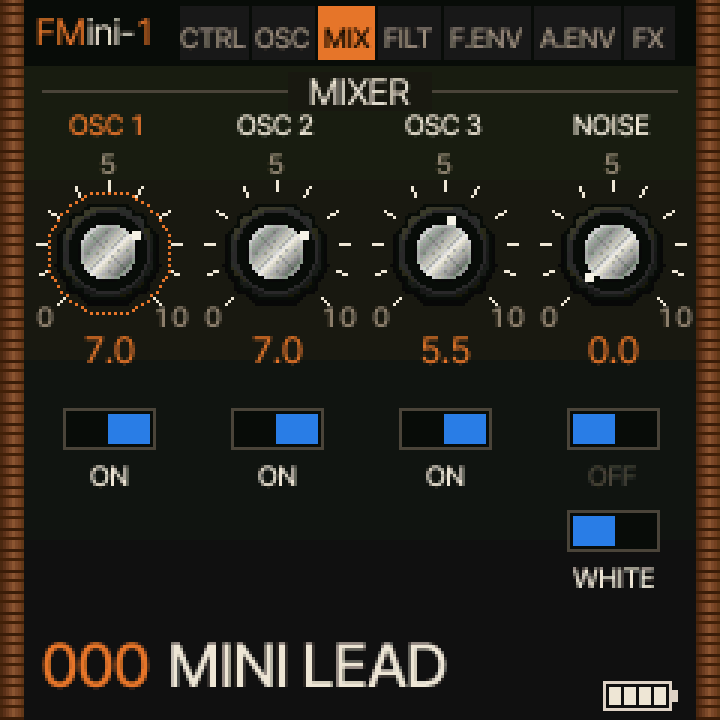 FMini-1 CTRL OSC MIX FILT F.ENV A.ENV FX
MIXER
OSC 1 OSC 2 OSC 3 NOISE
5 5 5 5
0 10 0 10 0 10 0 10
7.0 7.0 5.5 0.0
ON ON ON OFF
WHITE
000 MINI LEAD